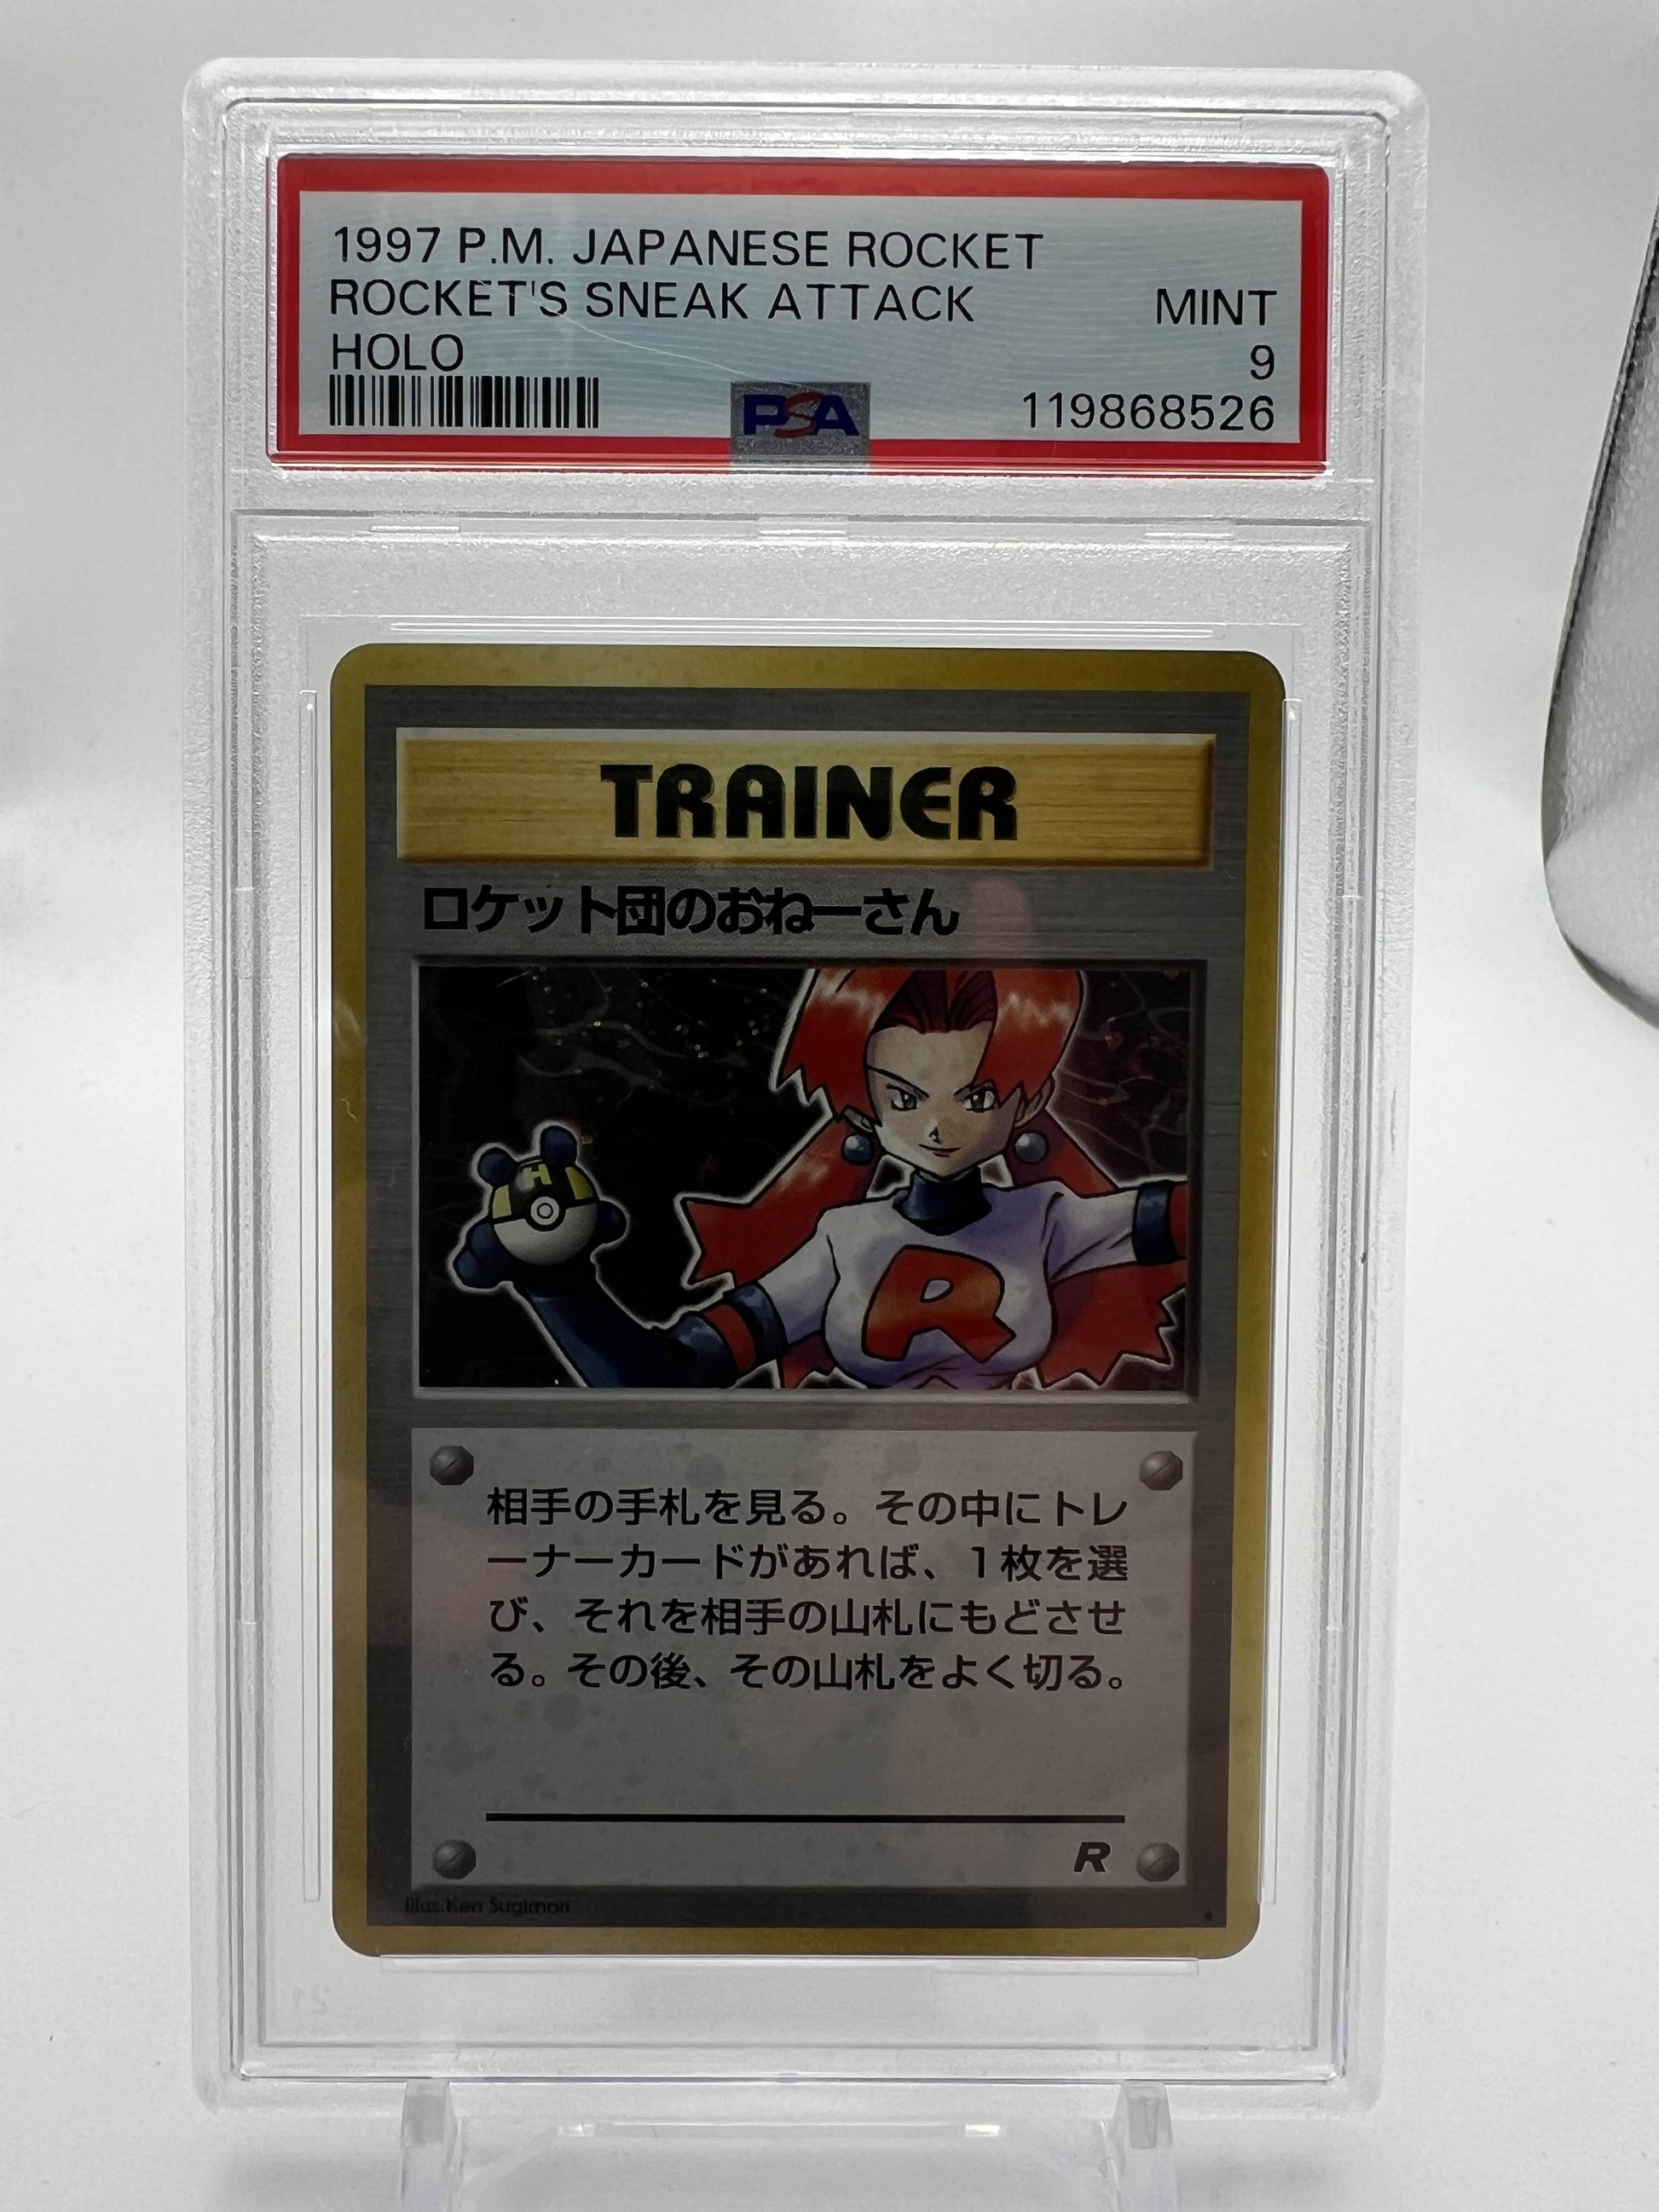 1997 P.M. JAPANESE ROCKET
ROCKET'S SNEAK ATTACK
HOLO
MINT
9
119868526
PSA
TRAINER
ロケット団のおねーさん
H
R
相手の手札を見る。その中にトレ
ーナーカードがあれば、1枚を選
び、それを相手の山札にもどさせ
る。その後、その山札をよく切る。
R
Illus.Ken Sugimori
21